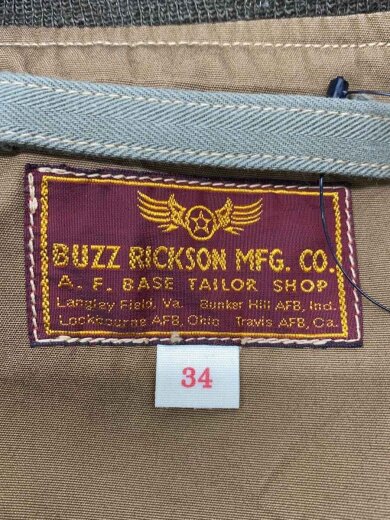 BUZZ RICKSON MFG. CO.
A. F. BASE TAILOR SHOP
Langley Field, Va. Bunker Hill AFB, Ind.
Lockbourne AFB, Ohio Travis AFB, Ca.
34